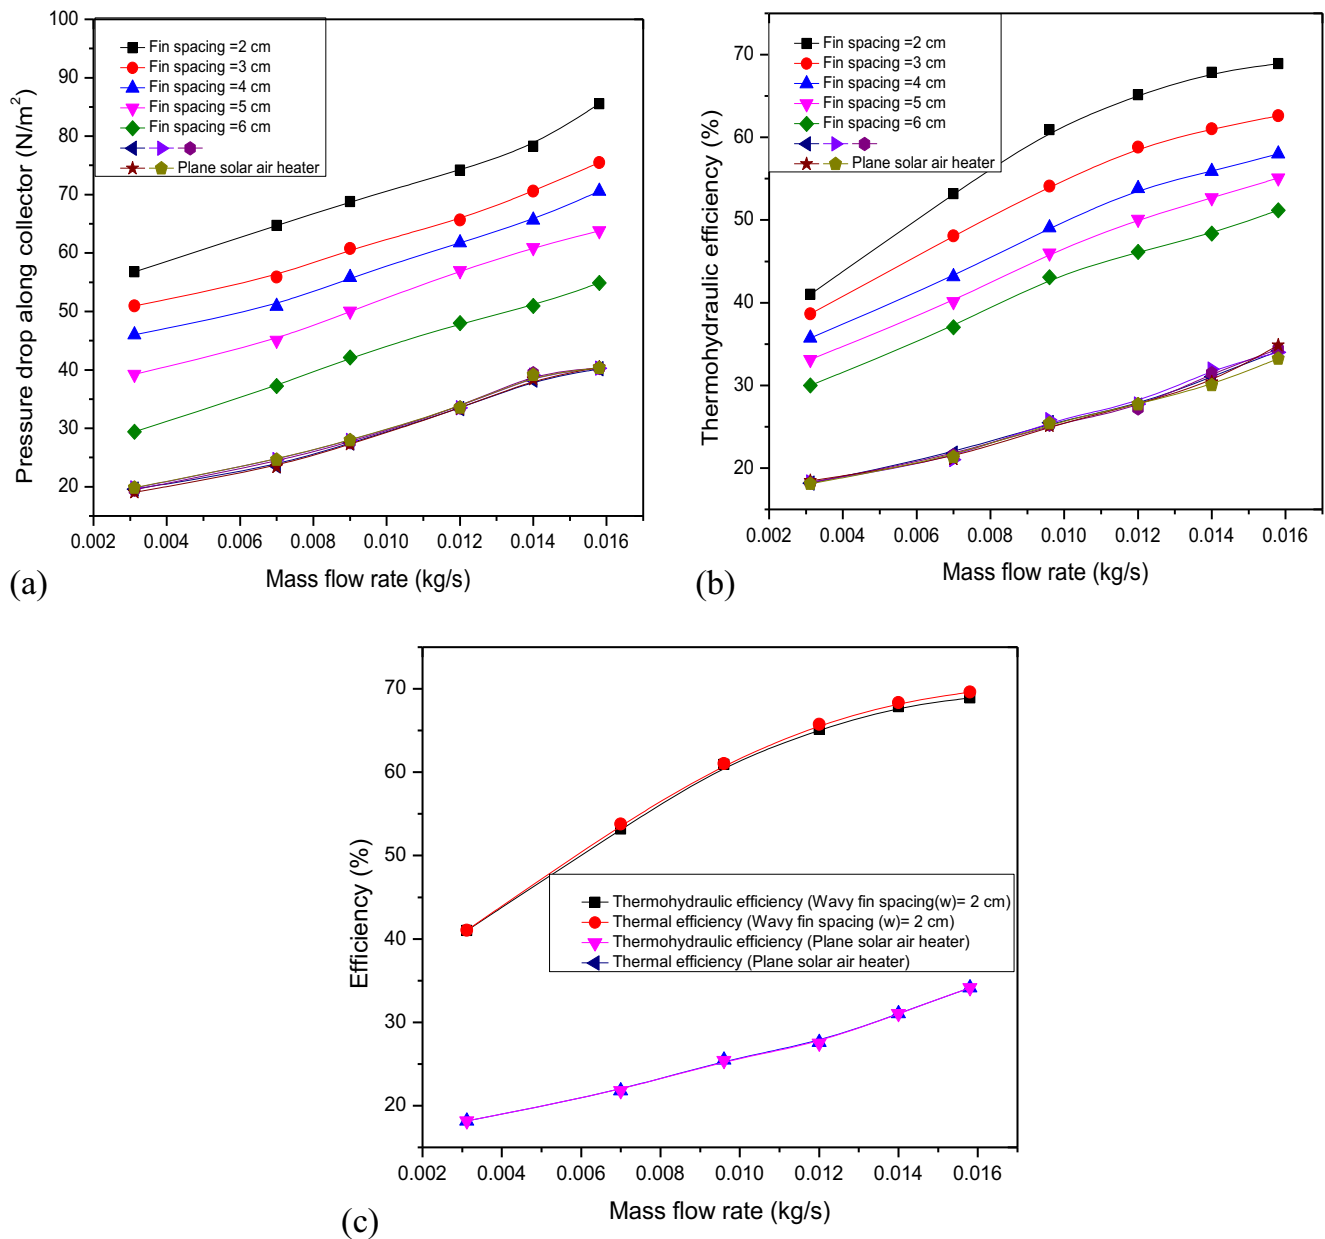 100
90
80
70
60
50
40
30
20
Pressure drop along collector (N/m²)
Fin spacing =2 cm
Fin spacing =3 cm
Fin spacing =4 cm
Fin spacing =5 cm
Fin spacing =6 cm
Plane solar air heater
0.002 0.004 0.006 0.008 0.010 0.012 0.014 0.016
Mass flow rate (kg/s)
(a)
70
60
50
40
30
20
Thermohydraulic efficiency (%)
Fin spacing =2 cm
Fin spacing =3 cm
Fin spacing =4 cm
Fin spacing =5 cm
Fin spacing =6 cm
Plane solar air heater
0.002 0.004 0.006 0.008 0.010 0.012 0.014 0.016
Mass flow rate (kg/s)
(b)
70
60
50
40
30
20
Efficiency (%)
Thermohydraulic efficiency (Wavy fin spacing(w)= 2 cm)
Thermal efficiency (Wavy fin spacing (w)= 2 cm)
Thermohydraulic efficiency (Plane solar air heater)
Thermal efficiency (Plane solar air heater)
0.002 0.004 0.006 0.008 0.010 0.012 0.014 0.016
Mass flow rate (kg/s)
(c)